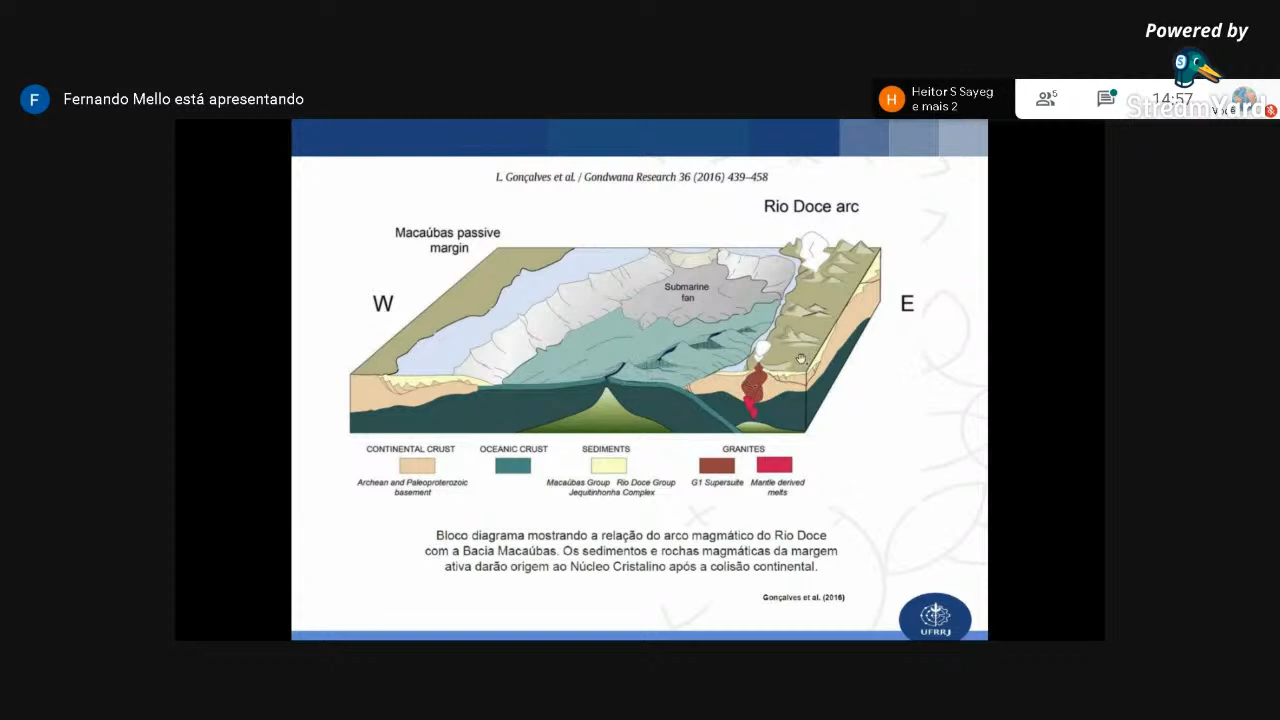 Powered by
Fernando Mello está apresentando
Heitor S Sayeg
e mais 2
5
14:57
StreamYard
L. Gonçalves et al. / Gondwana Research 36 (2016) 439–458
Rio Doce arc
Macaúbas passive
margin
Submarine
fan
W
E
CONTINENTAL CRUST
OCEANIC CRUST
SEDIMENTS
GRANITES
Archean and Paleoproterozoic
basement
Macaúbas Group Rio Doce Group
Jequitinhonha Complex
G1 Supersuite
Mantle derived
melts
Bloco diagrama mostrando a relação do arco magmático do Rio Doce
com a Bacia Macaúbas. Os sedimentos e rochas magmáticas da margem
ativa darão origem ao Núcleo Cristalino após a colisão continental.
Gonçalves et al. (2016)
UFRRJ